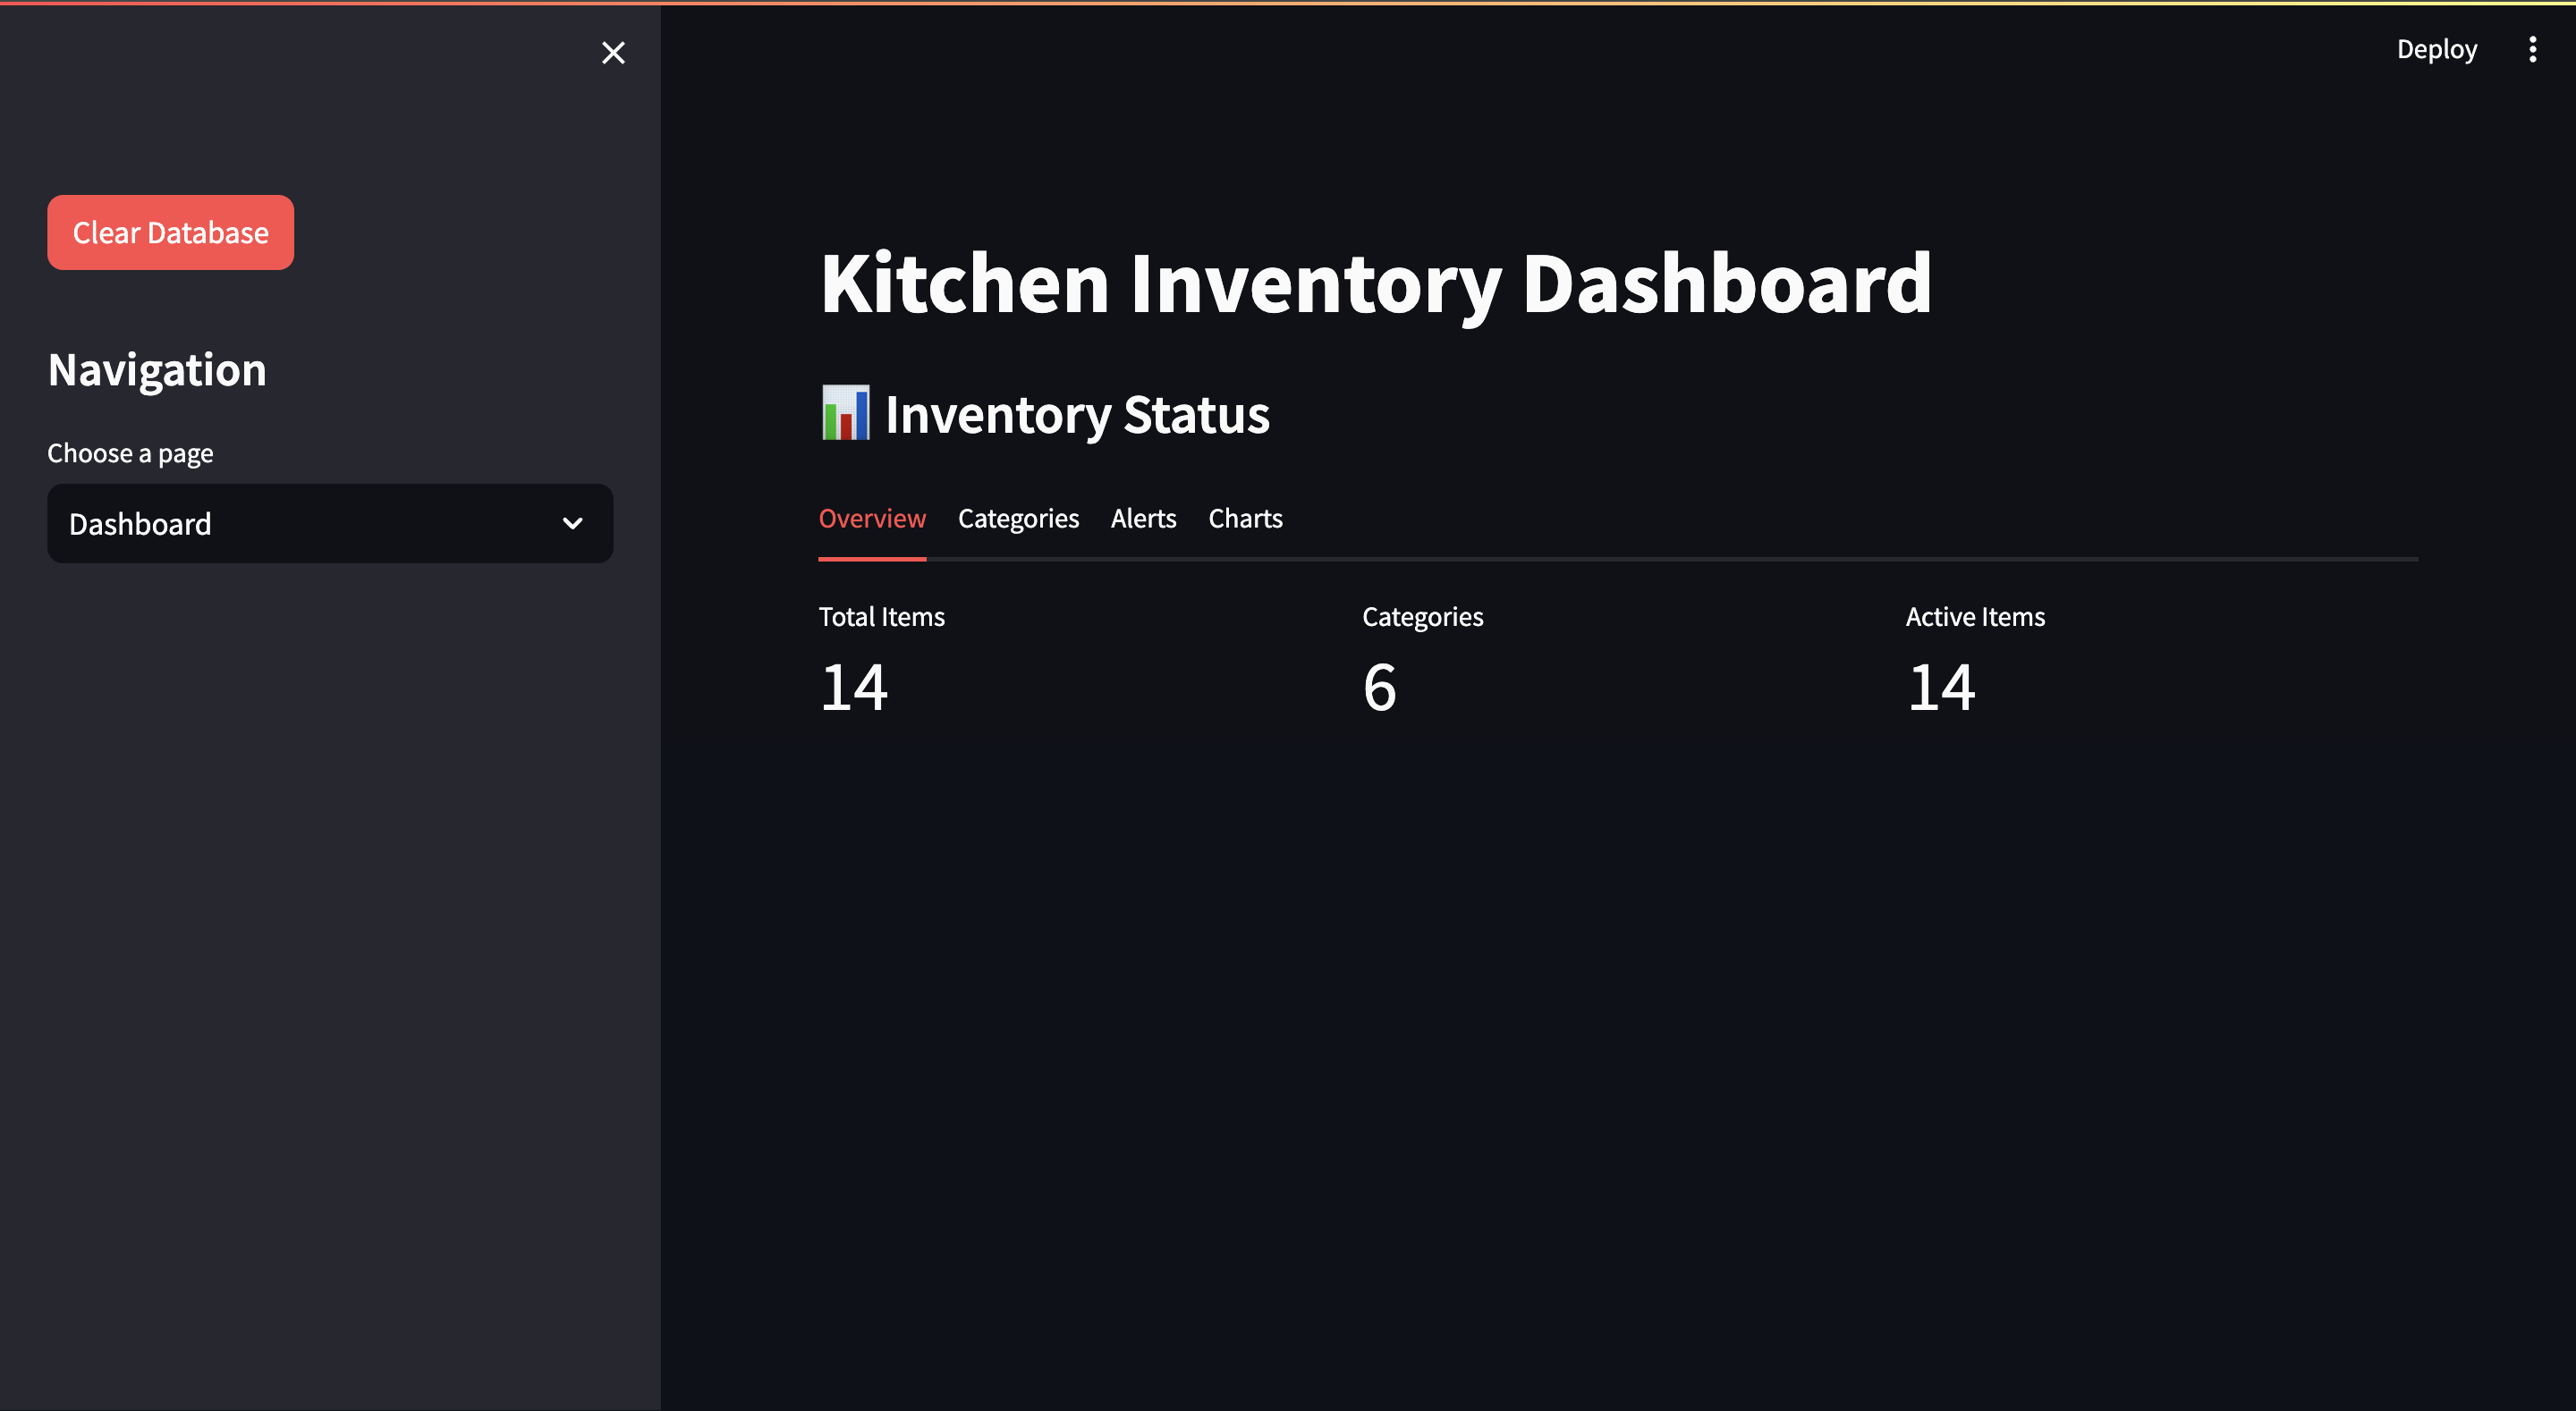 Deploy
Clear Database
Navigation
Choose a page
Dashboard
Kitchen Inventory Dashboard
📊 Inventory Status
Overview Categories Alerts Charts
Total Items Categories Active Items
14 6 14